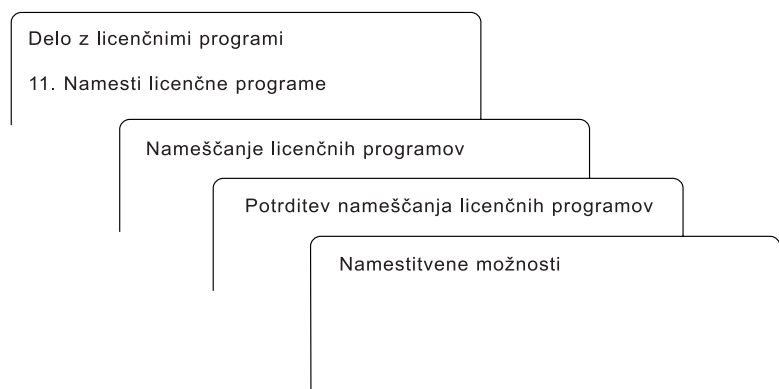 Delo z licenčnimi programi
11. Namesti licenčne programe
Nameščanje licenčnih programov
Potrditev nameščanja licenčnih programov
Namestitvene možnosti